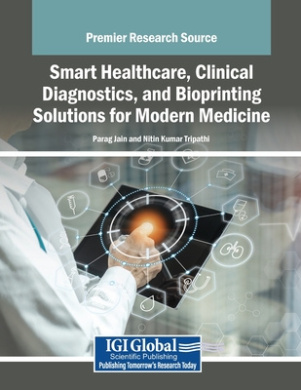 Premier Research Source
Smart Healthcare, Clinical
Diagnostics, and Bioprinting
Solutions for Modern Medicine
Parag Jain and Nitin Kumar Tripathi
IGI Global
Scientific Publishing
Publishing Tomorrow's Research Today